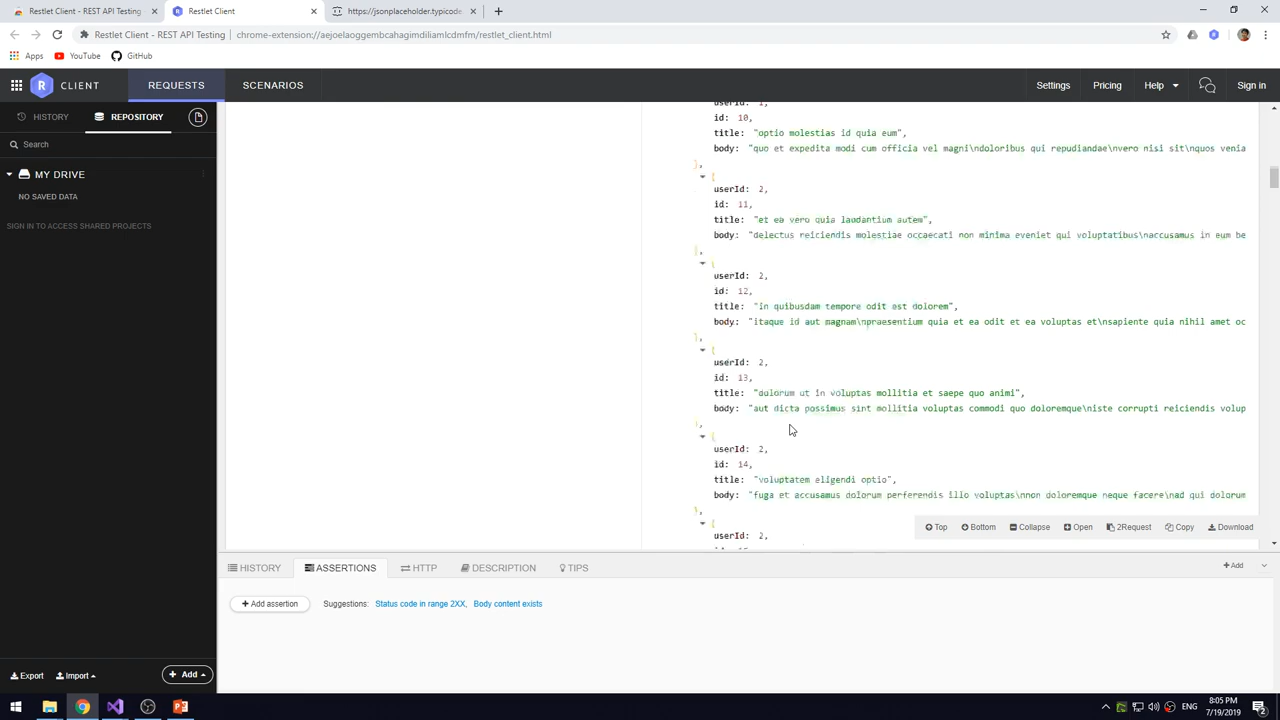 Restlet Client - REST API Testing
Restlet Client
https://jsonplaceholder.typicode.
Restlet Client - REST API Testing
chrome-extension://aejoelaoggembcahagimdiliamlcdmfm/restlet_client.html
Apps
YouTube
GitHub
R
CLIENT
REQUESTS
SCENARIOS
Settings
Pricing
Help
Sign in
HISTORY
REPOSITORY
Search
MY DRIVE
NO SAVED DATA
SIGN IN TO ACCESS SHARED PROJECTS
userId: 1,
id: 10,
title: "optio molestias id quia eum",
body: "quo et expedita modi cum officia vel magni\ndoloribus qui repudiandae\nvero nisi sit\nquos venia
},
{
userId: 2,
id: 11,
title: "et ea vero quia laudantium autem",
body: "delectus reiciendis molestiae occaecati non minima eveniet qui voluptatibus\naccusamus in eum be
},
{
userId: 2,
id: 12,
title: "in quibusdam tempore odit est dolorem",
body: "itaque id aut magnam\npraesentium quia et ea odit et ea voluptas et\nsapiente quia nihil amet oc
},
{
userId: 2,
id: 13,
title: "dolorum ut in voluptas mollitia et saepe quo animi",
body: "aut dicta possimus sint mollitia voluptas commodi quo doloremque\niste corrupti reiciendis volup
},
{
userId: 2,
id: 14,
title: "voluptatem eligendi optio",
body: "fuga et accusamus dolorum perferendis illo voluptas\nnon doloremque neque facere\nad qui dolorum
},
{
userId: 2,
Top
Bottom
Collapse
Open
2Request
Copy
Download
HISTORY
ASSERTIONS
HTTP
DESCRIPTION
TIPS
Add
Add assertion
Suggestions: Status code in range 2XX, Body content exists
Export
Import
Add
ENG
8:05 PM
7/19/2019
2